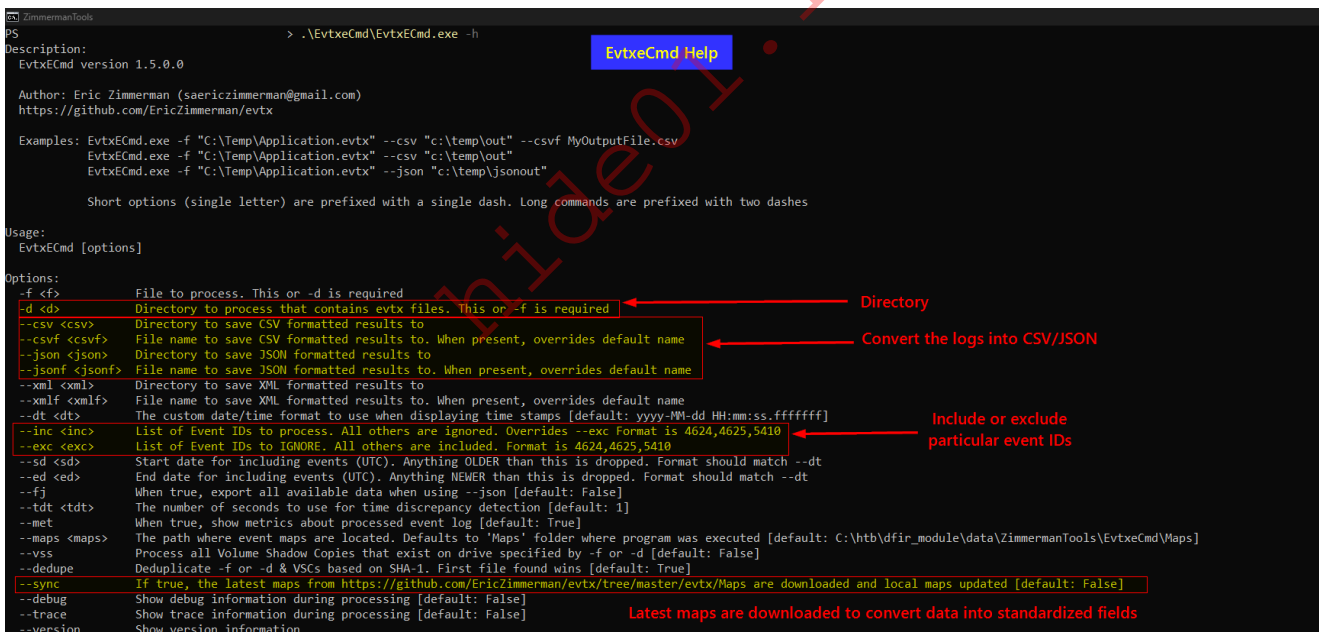 ZimmermanTools
PS > .\EvtxeCmd\EvtxECmd.exe -h
EvtxeCmd Help
Description:
EvtxECmd version 1.5.0.0
Author: Eric Zimmerman (saericzimmerman@gmail.com)
https://github.com/EricZimmerman/evtx
Examples: EvtxECmd.exe -f "C:\Temp\Application.evtx" --csv "c:\temp\out" --csvf MyOutputFile.csv
EvtxECmd.exe -f "C:\Temp\Application.evtx" --csv "c:\temp\out"
EvtxECmd.exe -f "C:\Temp\Application.evtx" --json "c:\temp\jsonout"
Short options (single letter) are prefixed with a single dash. Long commands are prefixed with two dashes
Usage:
EvtxECmd [options]
Options:
-f <f> File to process. This or -d is required
-d <d> Directory to process that contains evtx files. This or -f is required
Directory
--csv <csv> Directory to save CSV formatted results to
--csvf <csvf> File name to save CSV formatted results to. When present, overrides default name
Convert the logs into CSV/JSON
--json <json> Directory to save JSON formatted results to
--jsonf <jsonf> File name to save JSON formatted results to. When present, overrides default name
--xml <xml> Directory to save XML formatted results to
--xmlf <xmlf> File name to save XML formatted results to. When present, overrides default name
--dt <dt> The custom date/time format to use when displaying time stamps [default: yyyy-MM-dd HH:mm:ss.fffffff]
--inc <inc> List of Event IDs to process. All others are ignored. Overrides --exc Format is 4624,4625,5410
--exc <exc> List of Event IDs to IGNORE. All others are included. Format is 4624,4625,5410
Include or exclude
particular event IDs
--sd <sd> Start date for including events (UTC). Anything OLDER than this is dropped. Format should match --dt
--ed <ed> End date for including events (UTC). Anything NEWER than this is dropped. Format should match --dt
--fj When true, export all available data when using --json [default: False]
--tdt <tdt> The number of seconds to use for time discrepancy detection [default: 1]
--met When true, show metrics about processed event log [default: True]
--maps <maps> The path where event maps are located. Defaults to 'Maps' folder where program was executed [default: C:\htb\dfir_module\data\ZimmermanTools\EvtxeCmd\Maps]
--vss Process all Volume Shadow Copies that exist on drive specified by -f or -d [default: False]
--dedupe Deduplicate -f or -d & VSCs based on SHA-1. First file found wins [default: True]
--sync If true, the latest maps from https://github.com/EricZimmerman/evtx/tree/master/evtx/Maps are downloaded and local maps updated [default: False]
--debug Show debug information during processing [default: False]
--trace Show trace information during processing [default: False]
Latest maps are downloaded to convert data into standardized fields
--version Show version information
hide01.